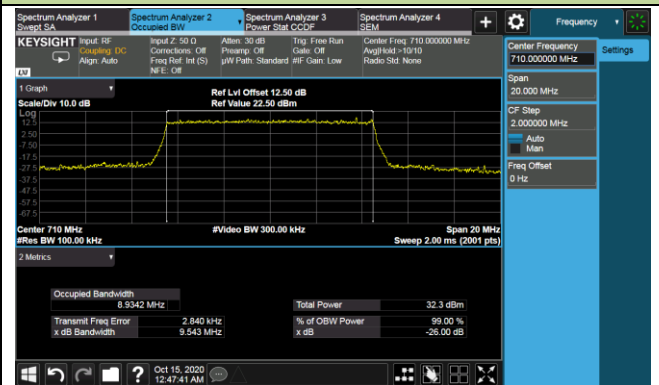 Spectrum Analyzer 1
Swept SA
Spectrum Analyzer 2
Occupied BW
Spectrum Analyzer 3
Power Stat CCDF
Spectrum Analyzer 4
SEM
Frequency
KEYSIGHT
Input: RF
Coupling: DC
Align: Auto
Input Z: 50 Ω
Corrections: Off
Freq Ref: Int (S)
NFE: Off
Atten: 30 dB
Preamp: Off
µW Path: Standard
Trig: Free Run
Gate: Off
#IF Gain: Low
Center Freq: 710.000000 MHz
Avg|Hold:>10/10
Radio Std: None
Center Frequency
710.000000 MHz
Settings
Span
20.000 MHz
CF Step
2.000000 MHz
Auto
Man
Freq Offset
0 Hz
1 Graph
Scale/Div 10.0 dB
Ref Lvl Offset 12.50 dB
Ref Value 22.50 dBm
Log
12.5
2.50
-7.50
-17.5
-27.5
-37.5
-47.5
-57.5
-67.5
Center 710 MHz
#Res BW 100.00 kHz
#Video BW 300.00 kHz
Span 20 MHz
Sweep 2.00 ms (2001 pts)
2 Metrics
Occupied Bandwidth
8.9342 MHz
Total Power 32.3 dBm
Transmit Freq Error 2.840 kHz
% of OBW Power 99.00 %
x dB Bandwidth 9.543 MHz
x dB -26.00 dB
Oct 15, 2020
12:47:41 AM